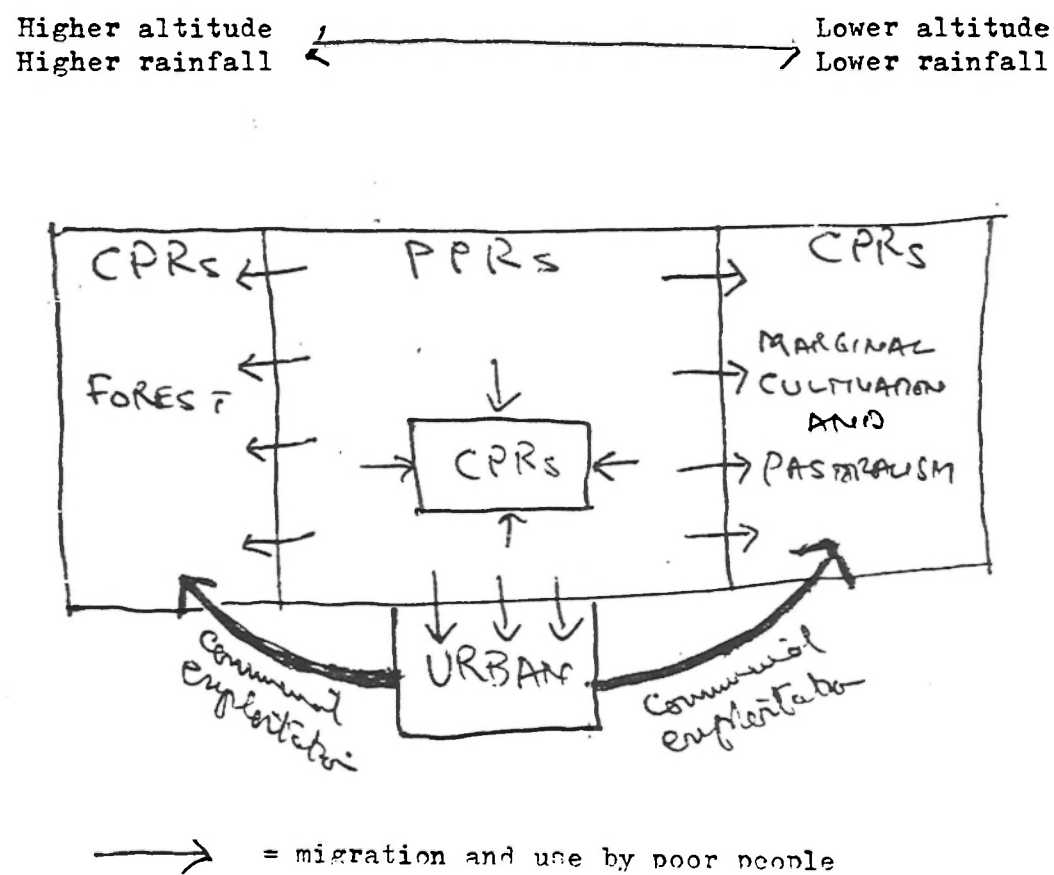 Higher altitude
Higher rainfall
Lower altitude
Lower rainfall
CPRs
PPRs
CPRs
FOREST
MARGINAL
CULTIVATION
AND
PASTORALISM
CPRs
URBAN
Commercial
exploitation
Commercial
exploitation
= migration and use by poor people